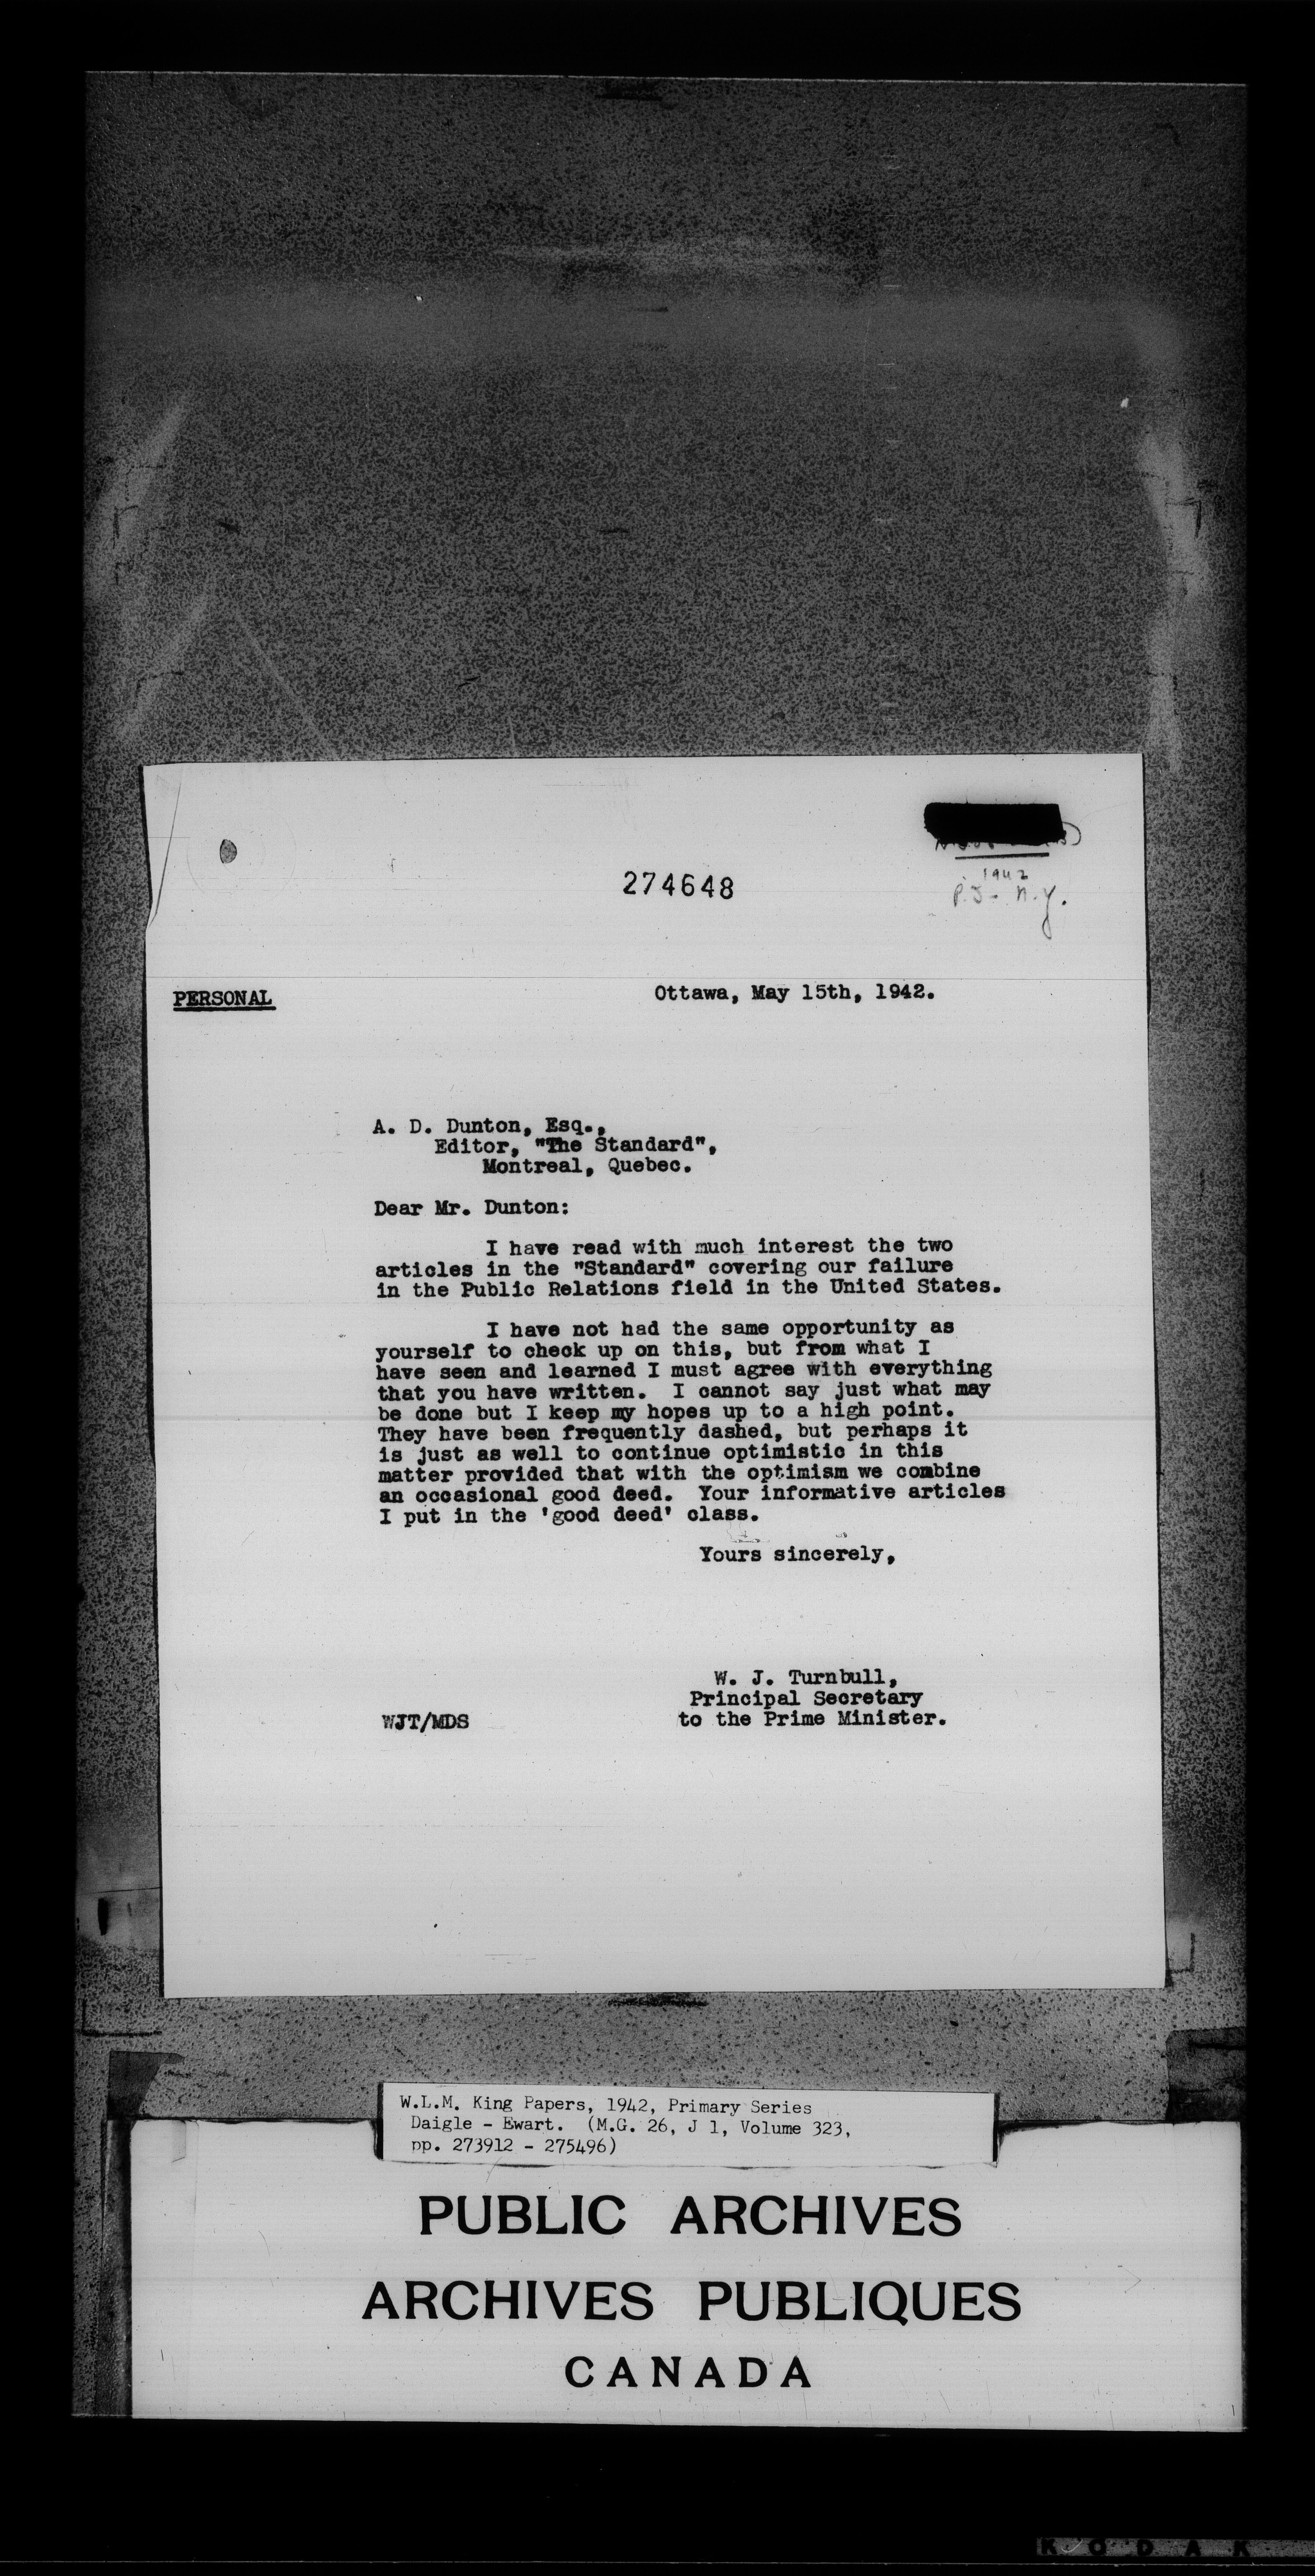 274648
1942
P.J- N.Y.
PERSONAL
Ottawa, May 15th, 1942.
A. D. Dunton, Esq.,
Editor, "The Standard",
Montreal, Quebec.
Dear Mr. Dunton:
I have read with much interest the two
articles in the "Standard" covering our failure
in the Public Relations field in the United States.
I have not had the same opportunity as
yourself to check up on this, but from what I
have seen and learned I must agree with everything
that you have written. I cannot say just what may
be done but I keep my hopes up to a high point.
They have been frequently dashed, but perhaps it
is just as well to continue optimistic in this
matter provided that with the optimism we combine
an occasional good deed. Your informative articles
I put in the 'good deed' class.
Yours sincerely,
W. J. Turnbull,
Principal Secretary
to the Prime Minister.
WJT/MDS
W.L.M. King Papers, 1942, Primary Series
Daigle - Ewart. (M.G. 26, J 1, Volume 323,
pp. 273912 - 275496)
PUBLIC ARCHIVES
ARCHIVES PUBLIQUES
CANADA
KODAK